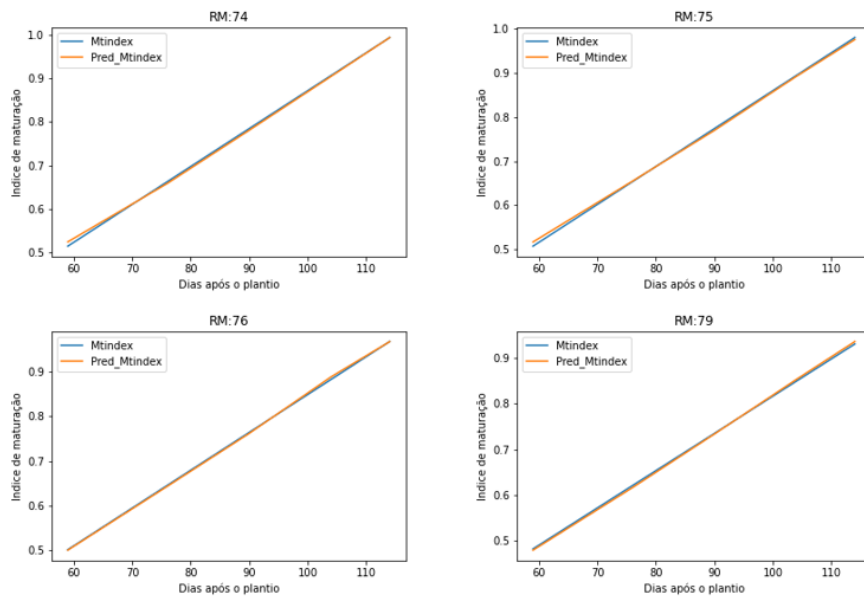 RM:74
Mtindex
Pred_Mtindex
1.0
0.9
0.8
0.7
0.6
0.5
Indice de maturação
60 70 80 90 100 110
Dias após o plantio
RM:75
Mtindex
Pred_Mtindex
1.0
0.9
0.8
0.7
0.6
0.5
Indice de maturação
60 70 80 90 100 110
Dias após o plantio
RM:76
Mtindex
Pred_Mtindex
0.9
0.8
0.7
0.6
0.5
Indice de maturação
60 70 80 90 100 110
Dias após o plantio
RM:79
Mtindex
Pred_Mtindex
0.9
0.8
0.7
0.6
0.5
Indice de maturação
60 70 80 90 100 110
Dias após o plantio